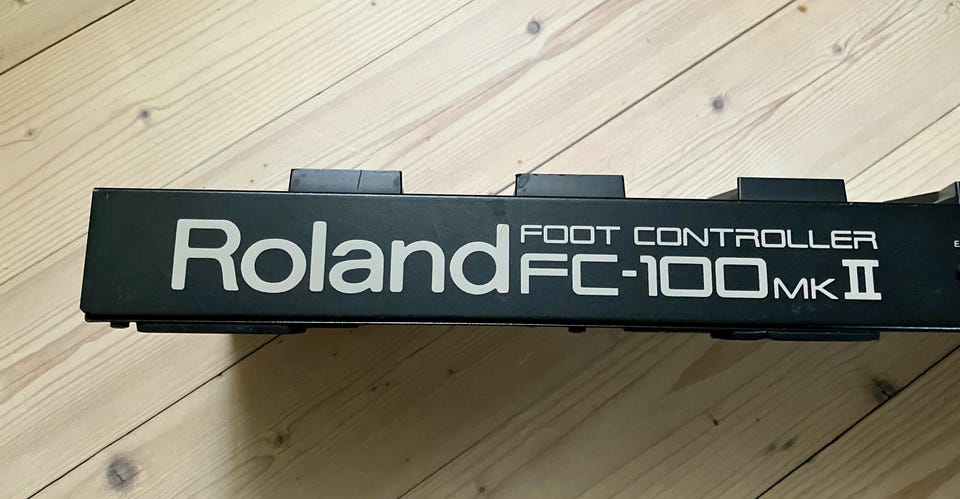 Roland
FOOT CONTROLLER
FC-100 MK II